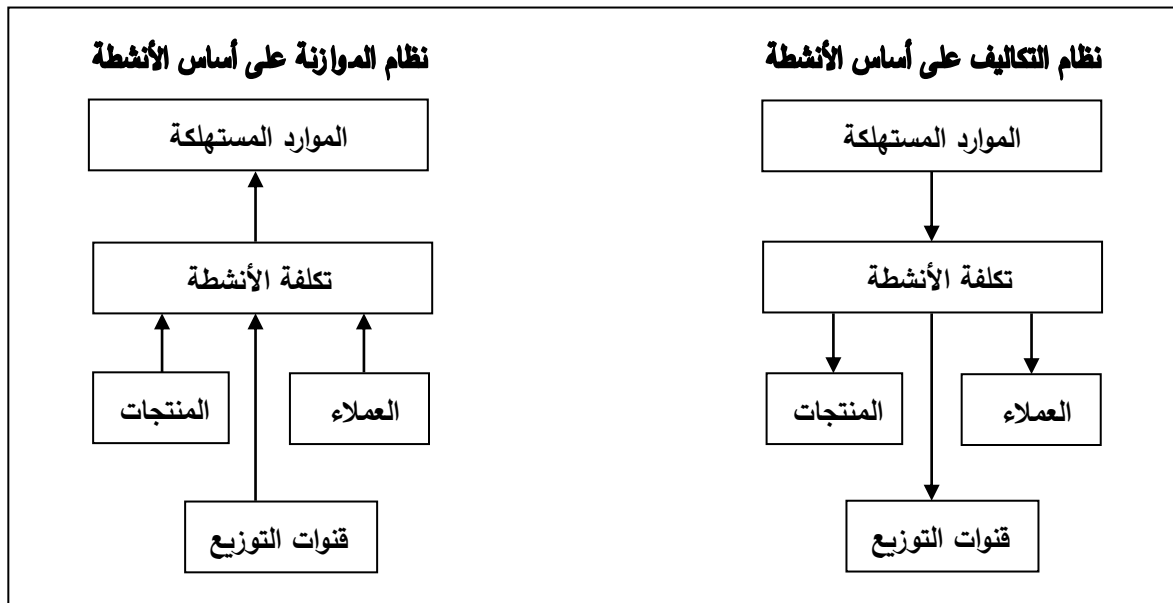 نظام التكاليف على أساس الأنشطة
الموارد المستهلكة
تكلفة الأنشطة
العملاء
المنتجات
قنوات التوزيع
نظام الموازنة على أساس الأنشطة
الموارد المستهلكة
تكلفة الأنشطة
العملاء
المنتجات
قنوات التوزيع